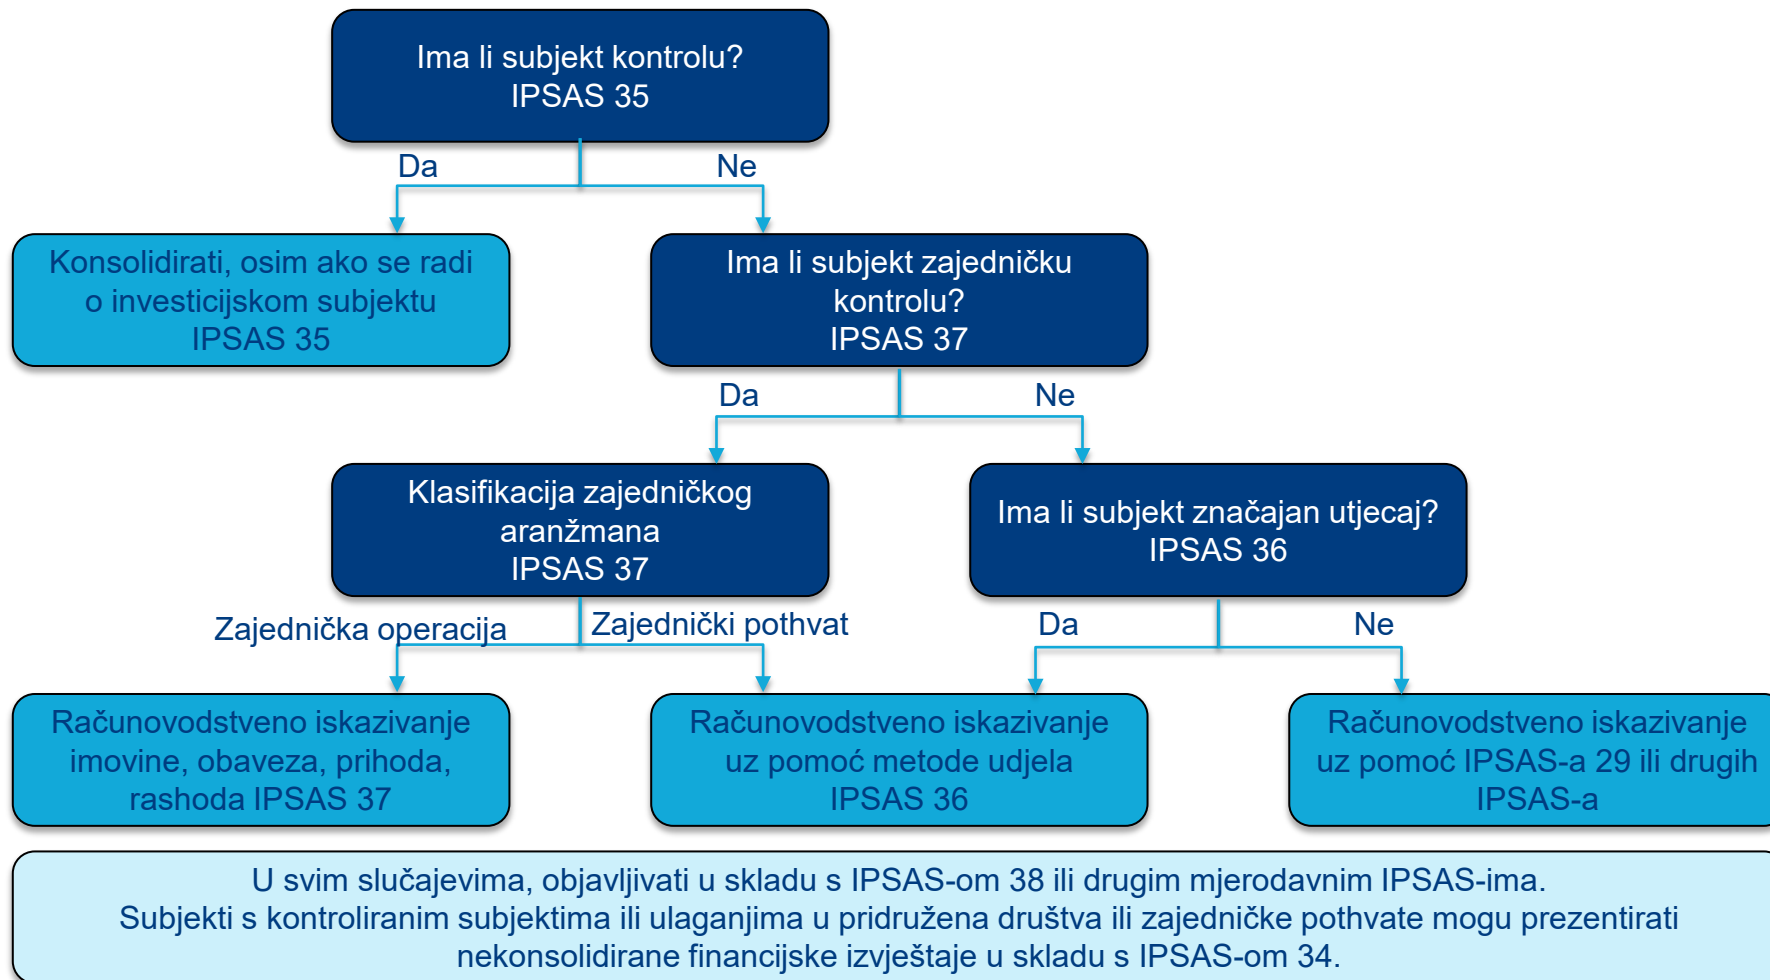 Ima li subjekt kontrolu?
IPSAS 35
Da
Ne
Konsolidirati, osim ako se radi
o investicijskom subjektu
IPSAS 35
Ima li subjekt zajedničku
kontrolu?
IPSAS 37
Da
Ne
Klasifikacija zajedničkog
aranžmana
IPSAS 37
Ima li subjekt značajan utjecaj?
IPSAS 36
Zajednička operacija
Zajednički pothvat
Da
Ne
Računovodstveno iskazivanje
imovine, obaveza, prihoda,
rashoda IPSAS 37
Računovodstveno iskazivanje
uz pomoć metode udjela
IPSAS 36
Računovodstveno iskazivanje
uz pomoć IPSAS-a 29 ili drugih
IPSAS-a
U svim slučajevima, objavljivati u skladu s IPSAS-om 38 ili drugim mjerodavnim IPSAS-ima.
Subjekti s kontroliranim subjektima ili ulaganjima u pridružena društva ili zajedničke pothvate mogu prezentirati
nekonsolidirane financijske izvještaje u skladu s IPSAS-om 34.